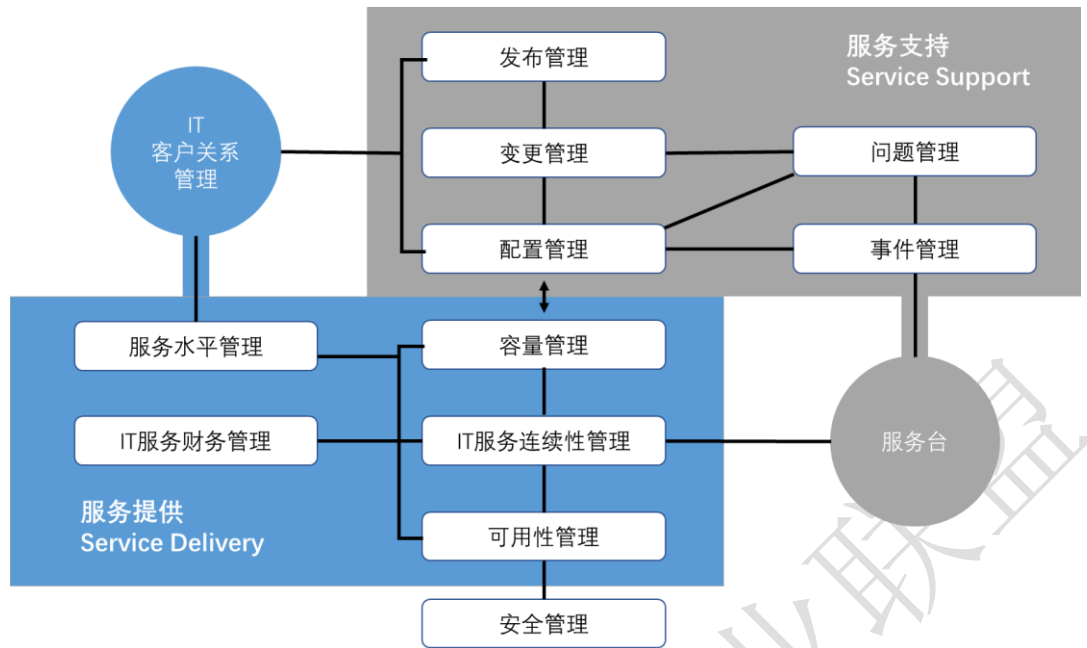 服务支持
Service Support
发布管理
IT
客户关系
管理
变更管理
问题管理
配置管理
事件管理
服务水平管理
容量管理
IT服务财务管理
IT服务连续性管理
服务台
服务提供
Service Delivery
可用性管理
安全管理
业联盟